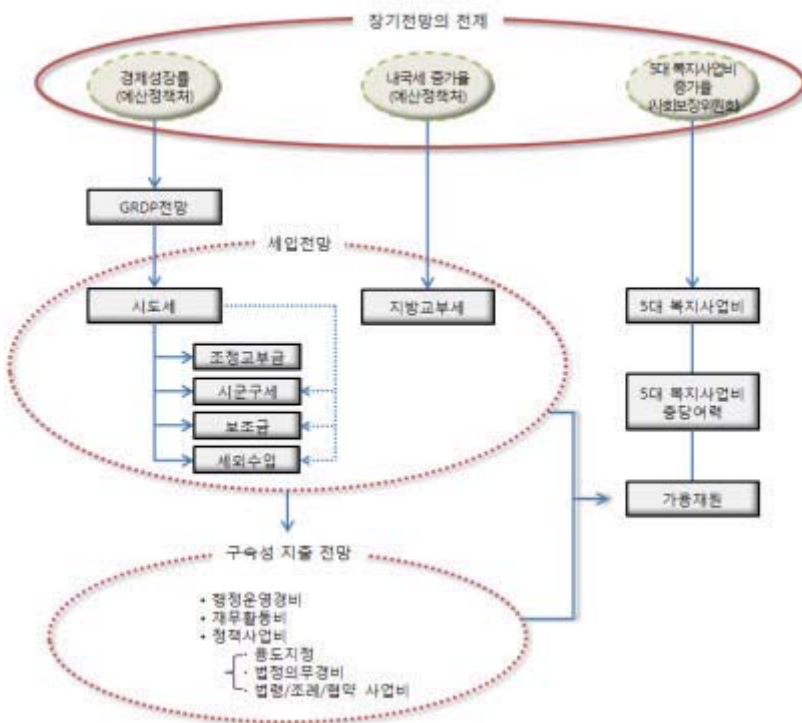 장기전망의 전제
경제성장률
(예산정책처)
내국세 증가율
(예산정책처)
5대 복지사업비
증가율
(사회보장위원회)
GRDP전망
세입전망
시도세
지방교부세
5대 복지사업비
조정교부금
시군구세
보조금
세외수입
5대 복지사업비
충당여력
가용재원
구속성 지출 전망
• 행정운영경비
• 재무활동비
• 정책사업비
· 용도지정
· 법정의무경비
· 법령/조례/협약 사업비